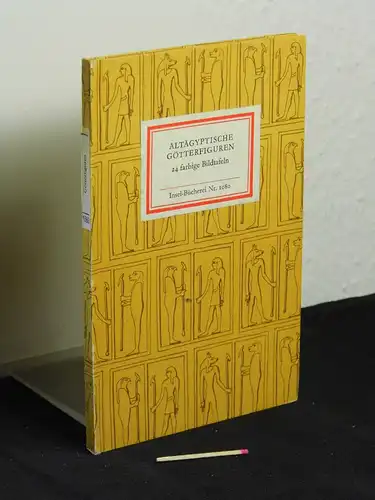 ALTÄGYPTISCHE
GÖTTERFIGUREN
24 farbige Bildtafeln
Insel-Bücherei Nr. 1080